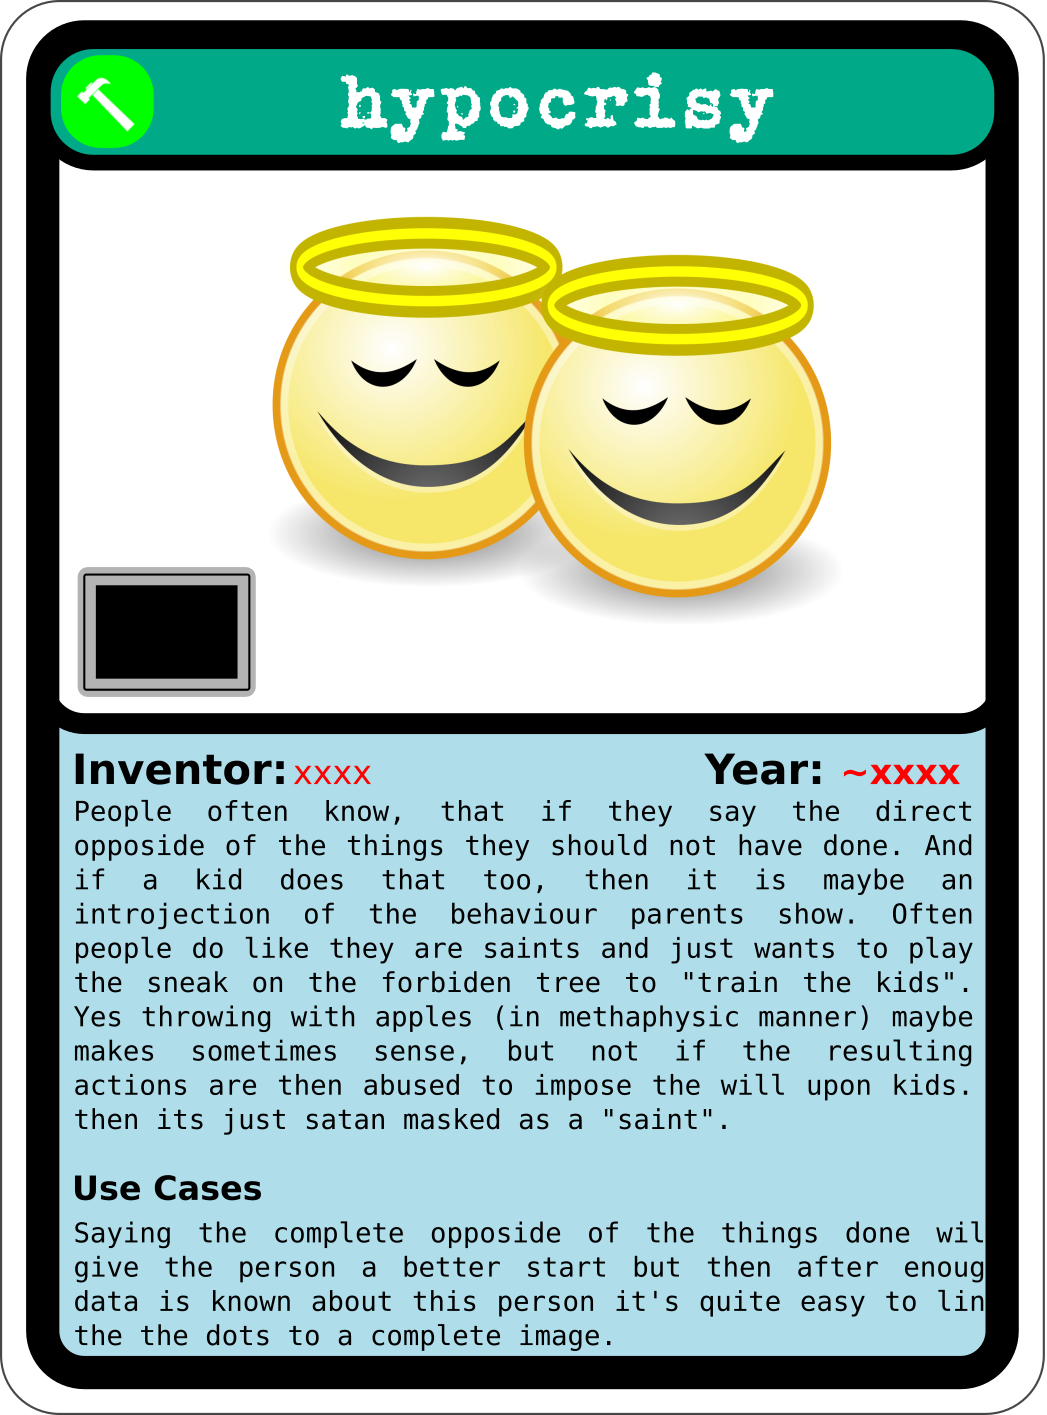 hypocrisy
Inventor: xxxx Year: ~xxxx
People often know, that if they say the direct
opposide of the things they should not have done. And
if a kid does that too, then it is maybe an
introjection of the behaviour parents show. Often
people do like they are saints and just wants to play
the sneak on the forbiden tree to "train the kids".
Yes throwing with apples (in methaphysic manner) maybe
makes sometimes sense, but not if the resulting
actions are then abused to impose the will upon kids.
then its just satan masked as a "saint".
Use Cases
Saying the complete opposide of the things done wil
give the person a better start but then after enoug
data is known about this person it's quite easy to lin
the the dots to a complete image.